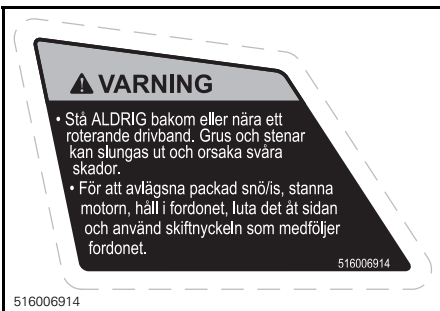 VARNING
• Stå ALDRIG bakom eller nära ett
roterande drivband. Grus och stenar
kan slungas ut och orsaka svåra
skador.
• För att avlägsna packad snö/is, stanna
motorn, håll i fordonet, luta det åt sidan
och använd skiftnyckeln som medföljer
fordonet.
516006914
516006914